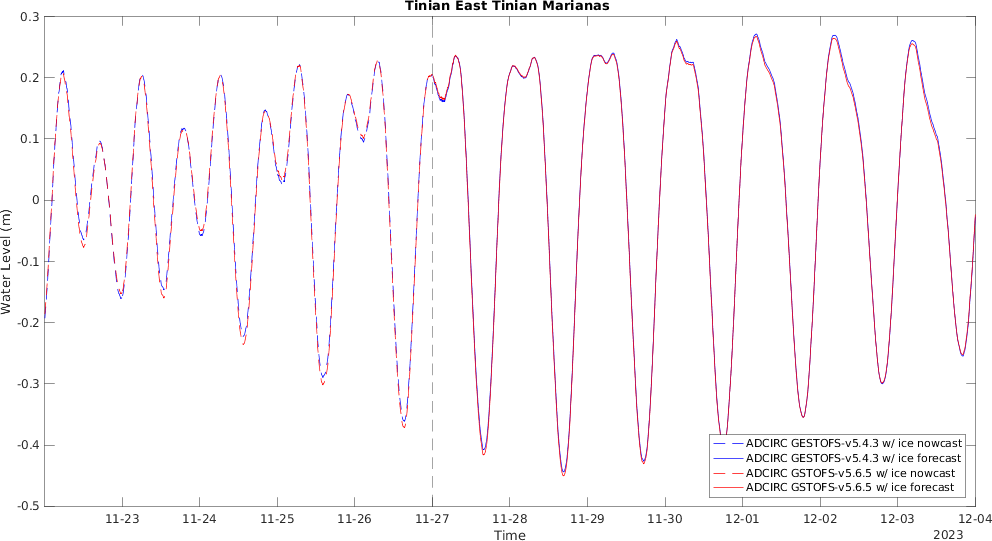 Tinian East Tinian Marianas
Water Level (m)
0.3
0.2
0.1
0
-0.1
-0.2
-0.3
-0.4
-0.5
ADCIRC GESTOFS-v5.4.3 w/ ice nowcast
ADCIRC GESTOFS-v5.4.3 w/ ice forecast
ADCIRC GSTOFS-v5.6.5 w/ ice nowcast
ADCIRC GSTOFS-v5.6.5 w/ ice forecast
11-23 11-24 11-25 11-26 11-27 11-28 11-29 11-30 12-01 12-02 12-03 12-04
Time
2023